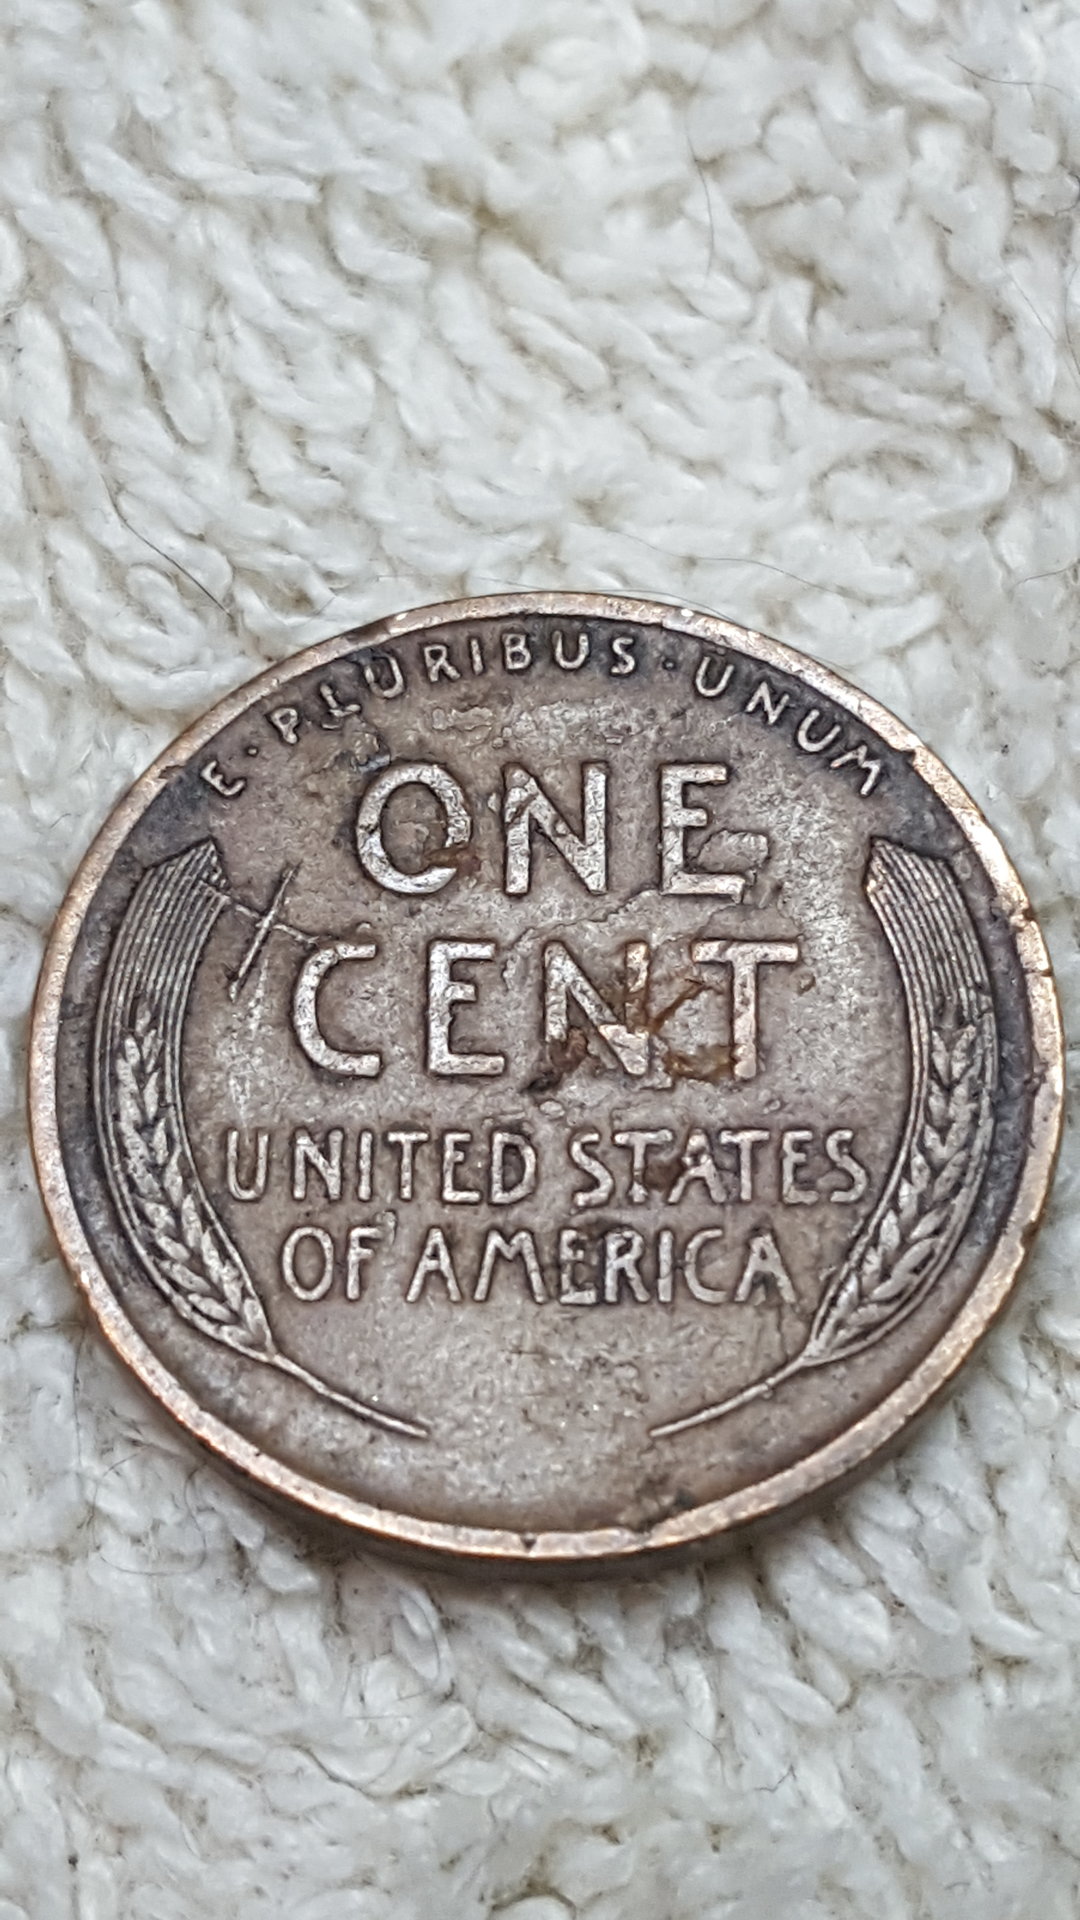 E · PLURIBUS · UNUM
ONE
CENT
UNITED STATES
OF AMERICA